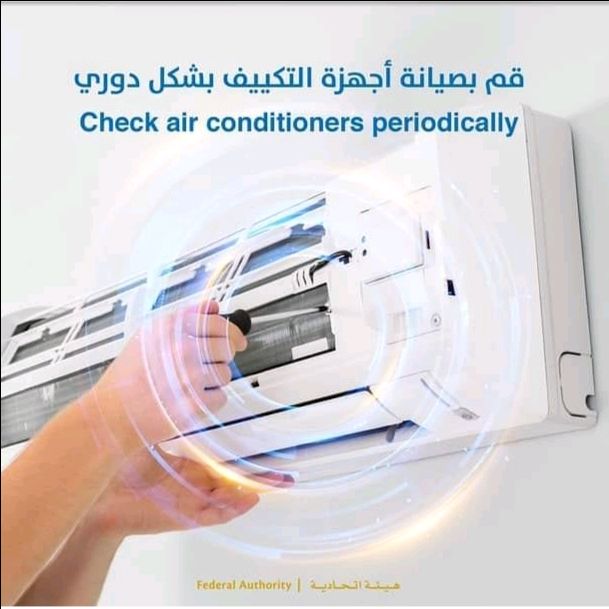 قم بصيانة أجهزة التكييف بشكل دوري
Check air conditioners periodically
Federal Authority | هيئة اتحادية